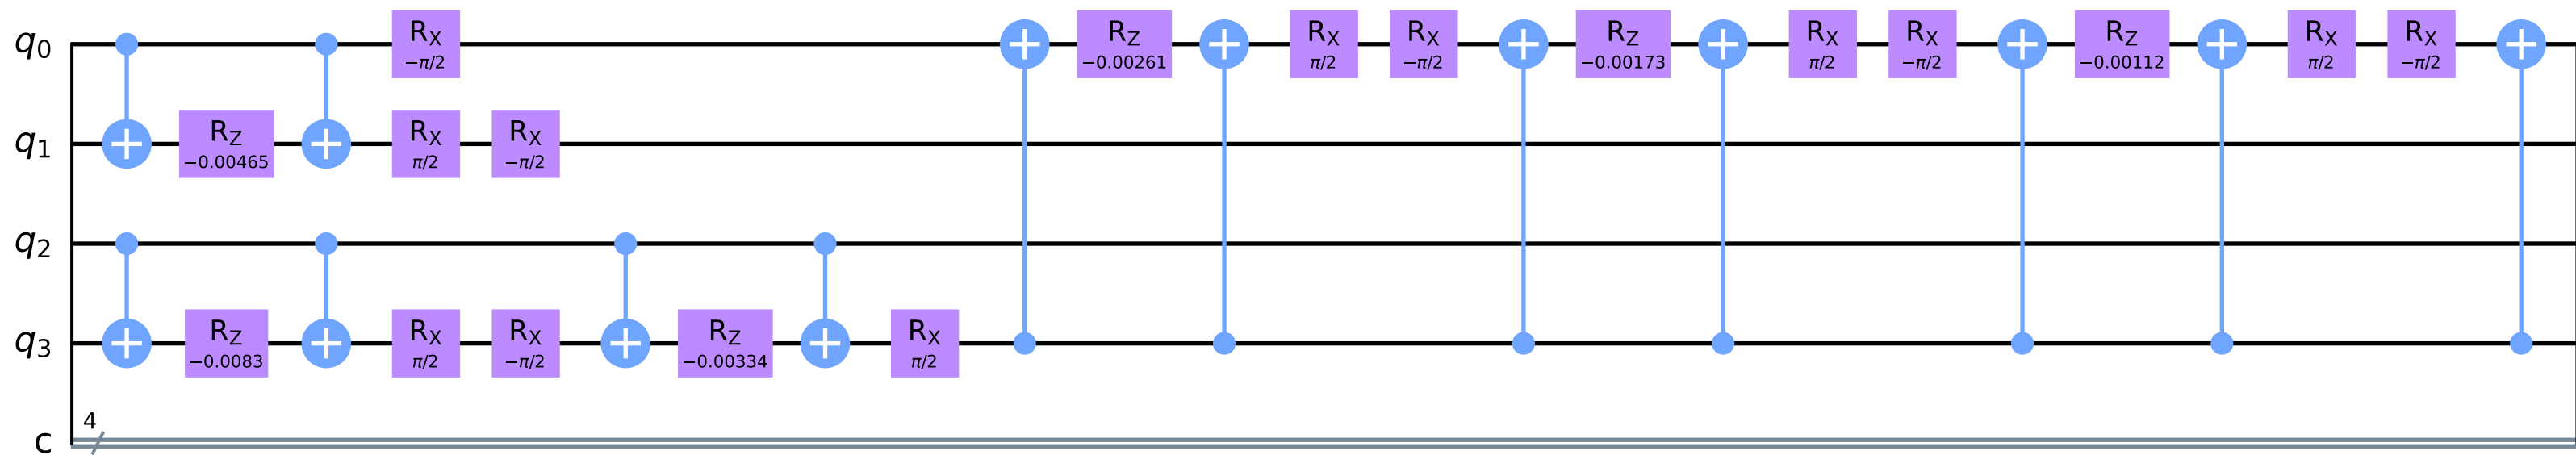 q0 RX −π/2 RZ −0.00261 RX π/2 RX −π/2 RZ −0.00173 RX π/2 RX −π/2 RZ −0.00112 RX π/2 RX −π/2
q1 RZ −0.00465 RX π/2 RX −π/2
q2
q3 RZ −0.0083 RX π/2 RX −π/2 RZ −0.00334 RX π/2
4
c